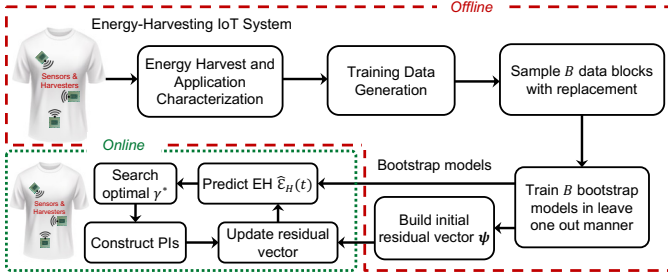 Offline
Energy-Harvesting IoT System
Sensors &
Harvesters
Energy Harvest and
Application
Characterization
Training Data
Generation
Sample B data blocks
with replacement
Online
Sensors &
Harvesters
Search
optimal γ*
Predict EH ℰ̂_H(t)
Bootstrap models
Train B bootstrap
models in leave
one out manner
Construct PIs
Update residual
vector
Build initial
residual vector ψ